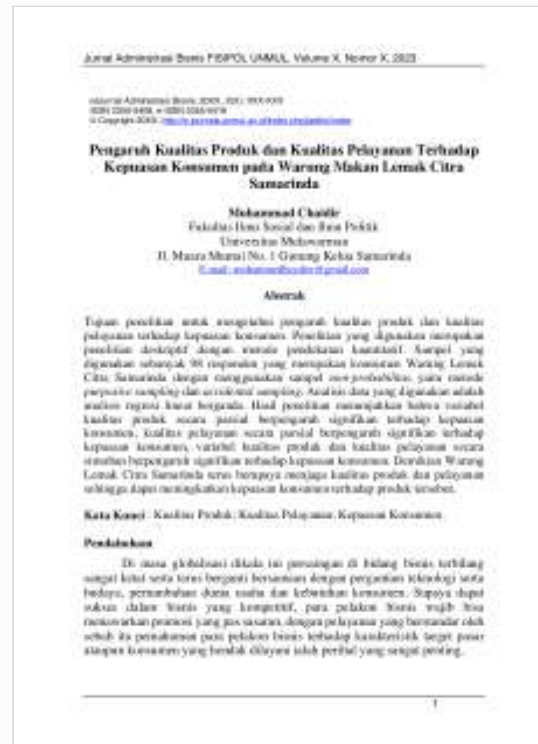 Jurnal Administrasi Bisnis FISIPOL UNMUL, Volume X, Nomor X, 2023
© Copyright
Pengaruh Kualitas Produk dan Kualitas Pelayanan Terhadap
Kepuasan Konsumen pada Warung Makan Lemak Citra
Samarinda
Muhammad Chaidir
Fakultas Ilmu Sosial dan Ilmu Politik
Universitas Mulawarman
Jl. Muara Muntai No. 1 Gunung Kelua Samarinda
Abstrak
Tujuan penelitian untuk mengetahui pengaruh kualitas produk dan kualitas
pelayanan terhadap kepuasan konsumen. Penelitian yang digunakan merupakan
penelitian deskriptif dengan metode pendekatan kuantitatif. Sampel yang
digunakan sebanyak 98 responden yang merupakan konsumen Warung Lemak
Citra Samarinda dengan menggunakan sampel non-probabilitas, yaitu metode
purposive sampling dan accidental sampling. Analisis data yang digunakan adalah
analisis regresi linear berganda. Hasil penelitian menunjukkan bahwa variabel
kualitas produk secara parsial berpengaruh signifikan terhadap kepuasan
konsumen, kualitas pelayanan secara parsial berpengaruh signifikan terhadap
kepuasan konsumen, variabel kualitas produk dan kualitas pelayanan secara
simultan berpengaruh signifikan terhadap kepuasan konsumen. Demikian Warung
Lemak Citra Samarinda terus berupaya menjaga kualitas produk dan pelayanan
sehingga dapat meningkatkan kepuasan konsumen terhadap produk tersebut.
Kata Kunci : Kualitas Produk, Kualitas Pelayanan, Kepuasan Konsumen
Pendahuluan
Di masa globalisasi dikala ini persaingan di bidang bisnis terbilang
sangat ketat serta terus berganti bersamaan dengan pergantian teknologi serta
budaya, pertumbuhan dunia usaha dan kebutuhan konsumen. Supaya dapat
sukses dalam bisnis yang kompetitif, para pelakon bisnis wajib bisa
menawarkan promosi yang pas sasaran, dengan pelayanan yang berstandar oleh
sebab itu pemahaman para pelakon bisnis terhadap karakteristik target pasar
ataupun konsumen yang hendak dilayani ialah perihal yang sangat penting.
1